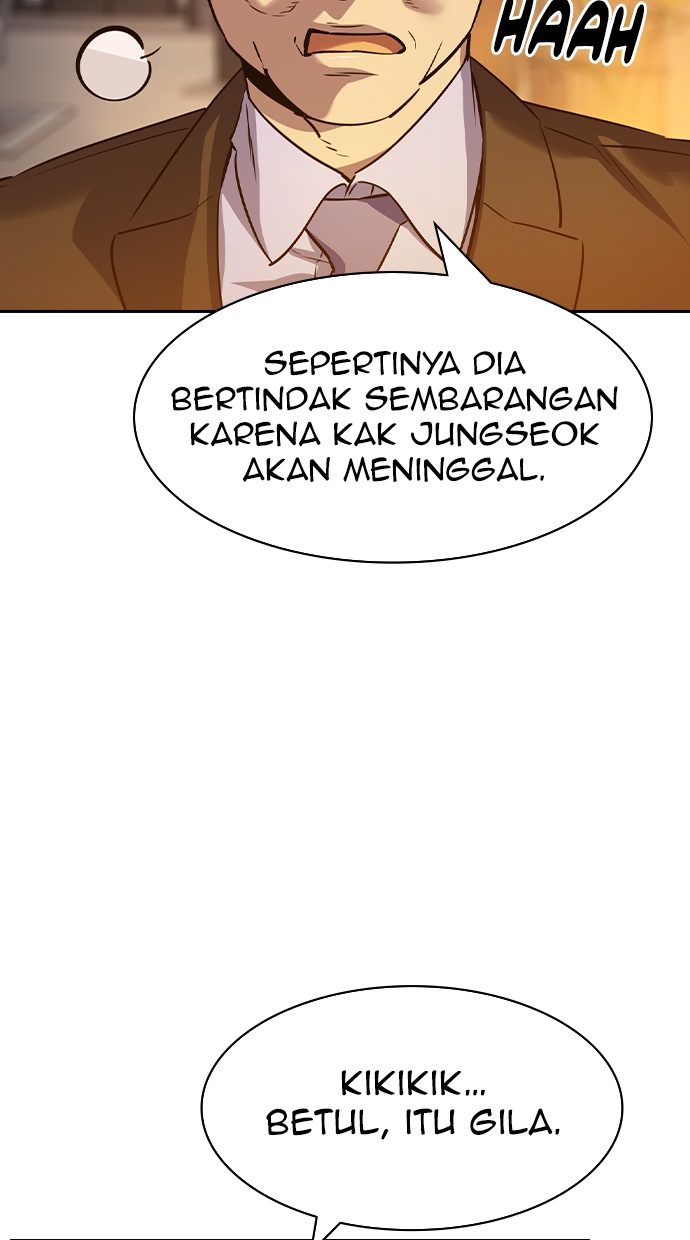 HAAH
SEPERTINYA DIA
BERTINDAK SEMBARANGAN
KARENA KAK JUNGSEOK
AKAN MENINGGAL.
KIKIKIK...
BETUL, ITU GILA.